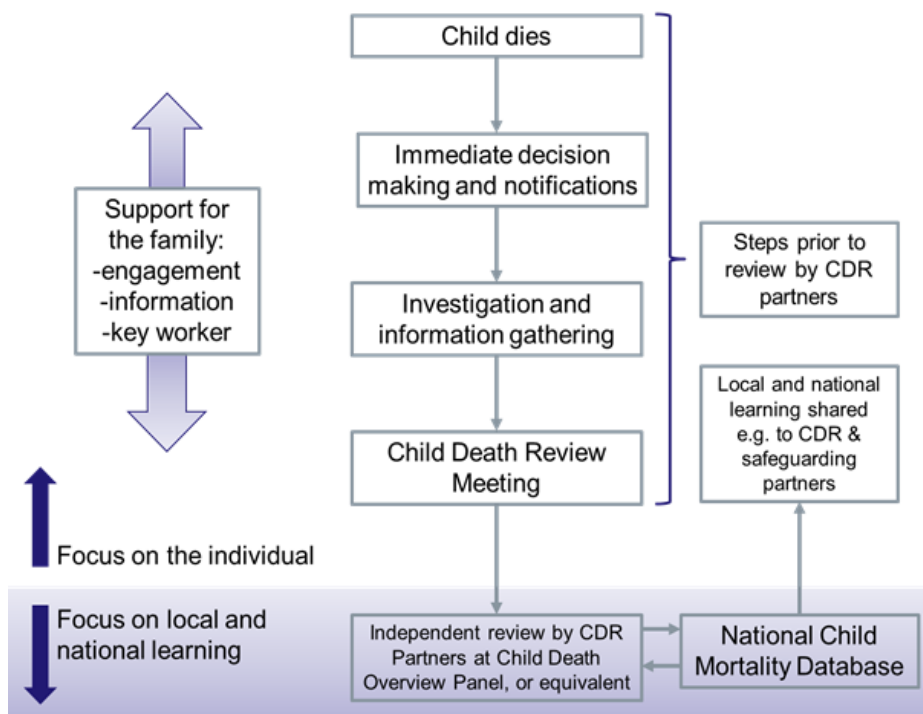 Child dies
Immediate decision
making and notifications
Support for
the family:
-engagement
-information
-key worker
Steps prior to
review by CDR
partners
Investigation and
information gathering
Local and national
learning shared
e.g. to CDR &
safeguarding
partners
Child Death Review
Meeting
Focus on the individual
Focus on local and
national learning
Independent review by CDR
Partners at Child Death
Overview Panel, or equivalent
National Child
Mortality Database